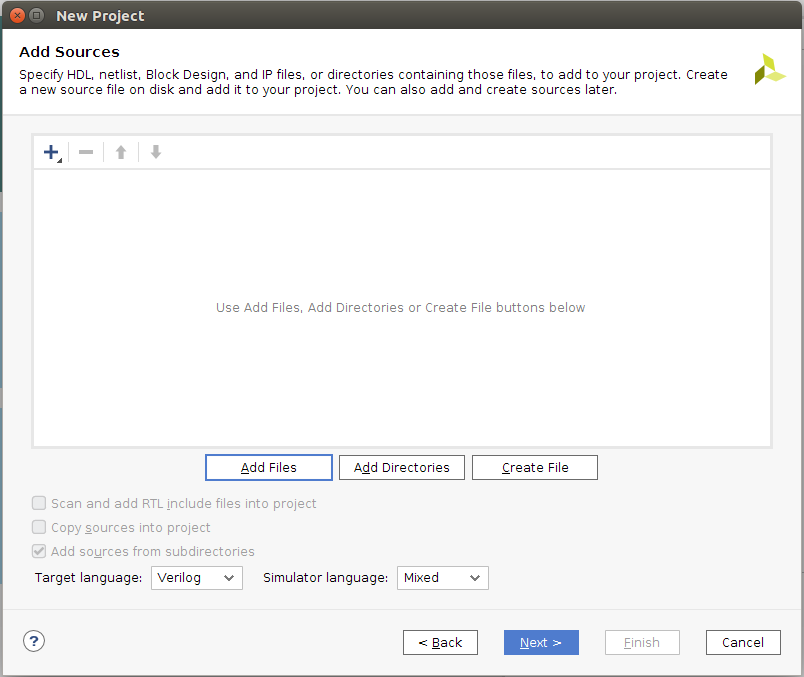 New Project
Add Sources
Specify HDL, netlist, Block Design, and IP files, or directories containing those files, to add to your project. Create
a new source file on disk and add it to your project. You can also add and create sources later.
Use Add Files, Add Directories or Create File buttons below
Add Files
Add Directories
Create File
Scan and add RTL include files into project
Copy sources into project
Add sources from subdirectories
Target language: Verilog Simulator language: Mixed
? < Back Next > Finish Cancel